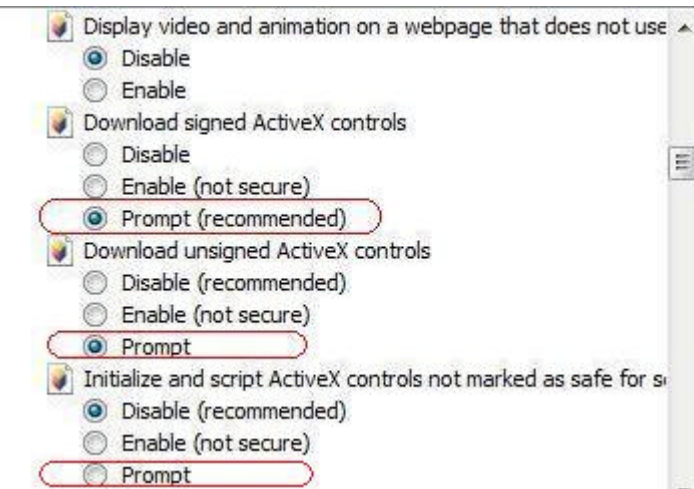 Display video and animation on a webpage that does not use
Disable
Enable
Download signed ActiveX controls
Disable
Enable (not secure)
Prompt (recommended)
Download unsigned ActiveX controls
Disable (recommended)
Enable (not secure)
Prompt
Initialize and script ActiveX controls not marked as safe for
Disable (recommended)
Enable (not secure)
Prompt